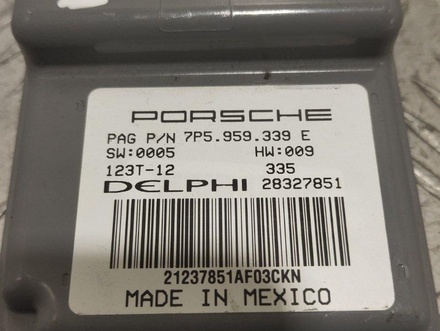 PORSCHE
PAG P/N 7P5.959.339 E
SW:0005 HW:009
123T-12 335
DELPHI 28327851
21237851AF03CKN
MADE IN MEXICO